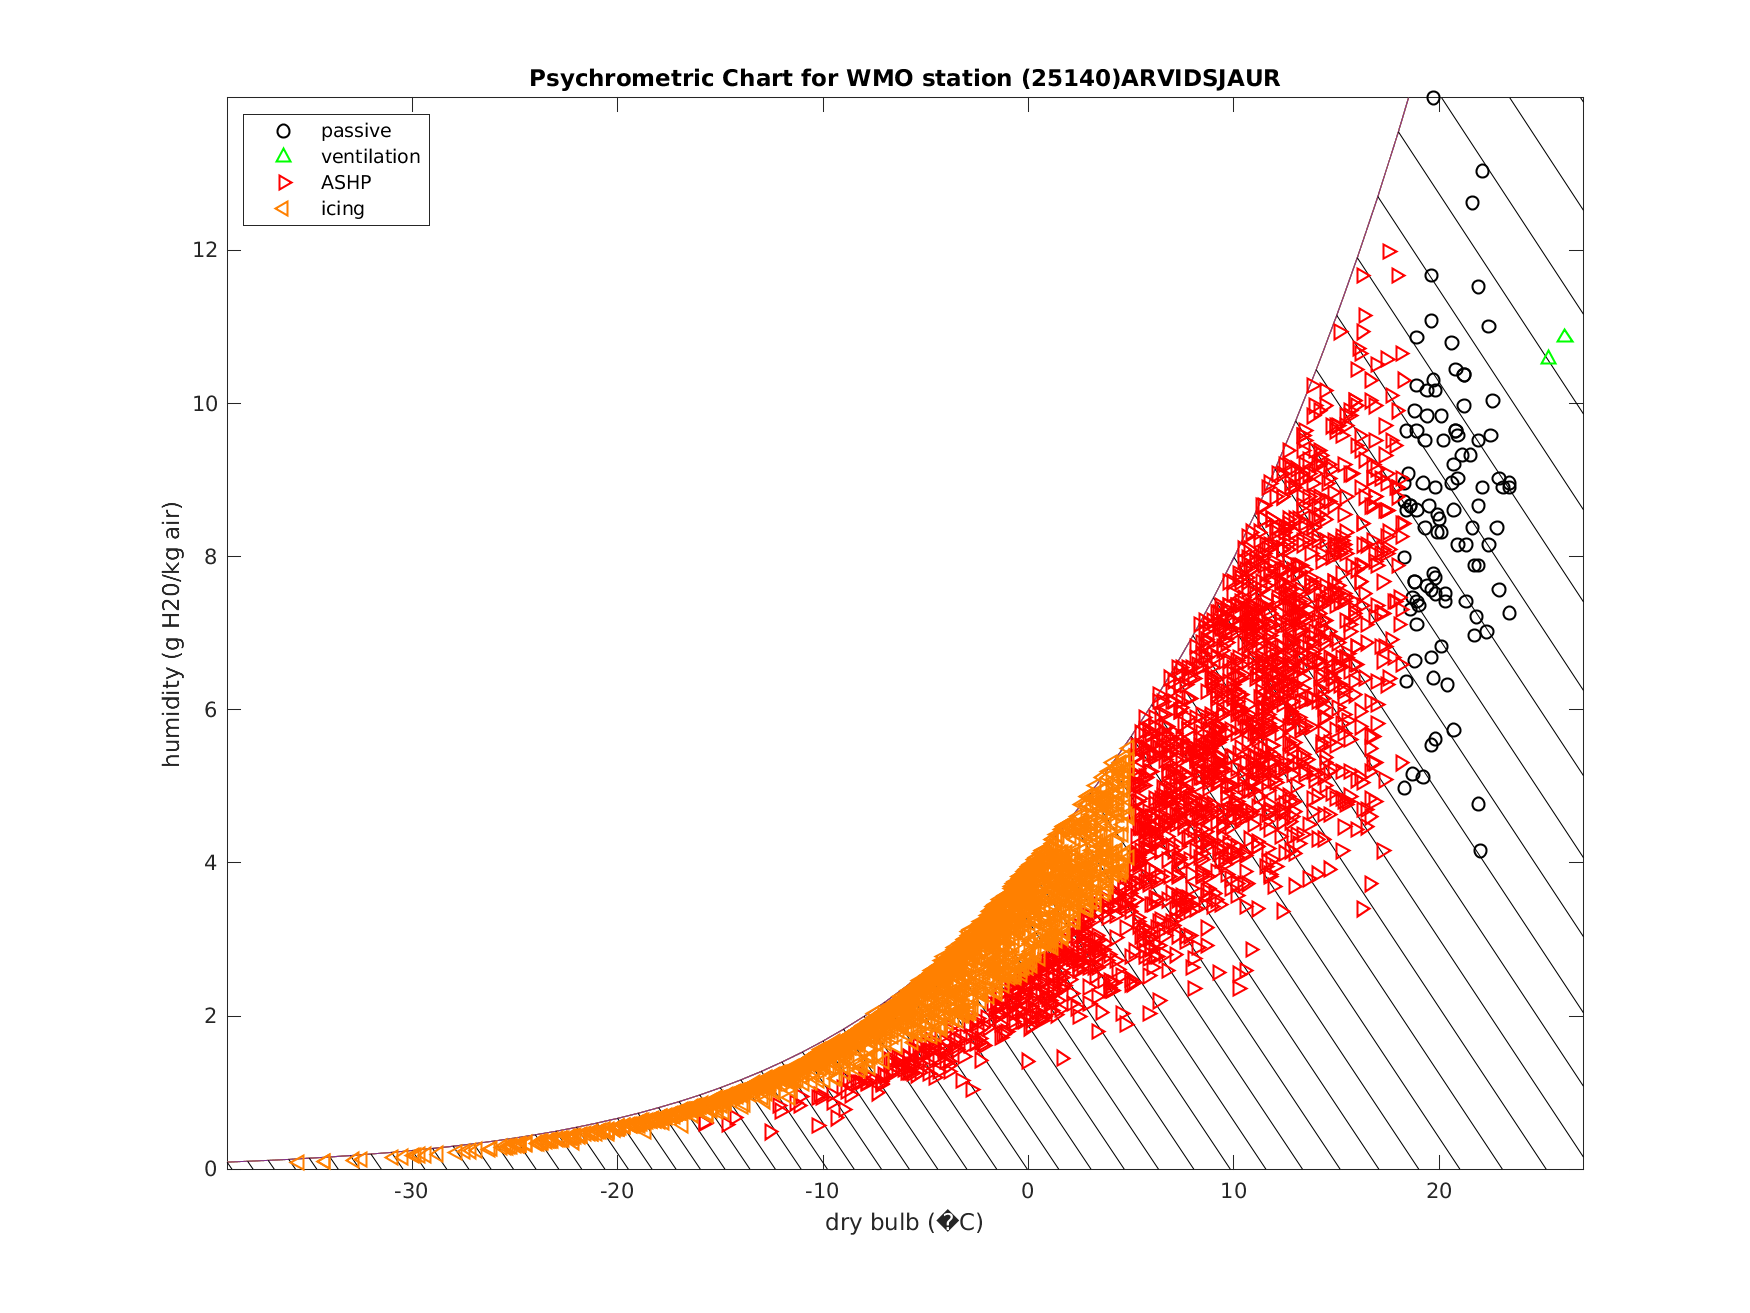 Psychrometric Chart for WMO station (25140)ARVIDSJAUR
passive
ventilation
ASHP
icing
humidity (g H20/kg air)
12
10
8
6
4
2
0
-30
-20
-10
0
10
20
dry bulb (�C)